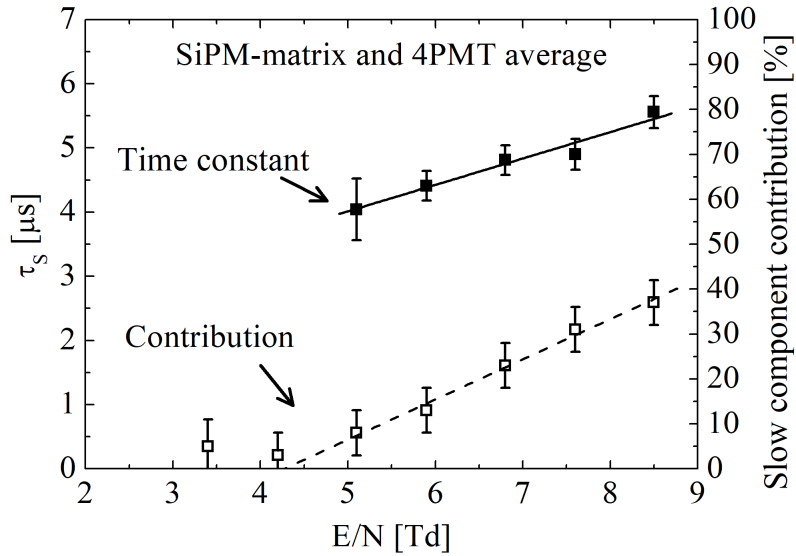 SiPM-matrix and 4PMT average
Time constant
Contribution
τS [μs]
7
6
5
4
3
2
1
0
Slow component contribution [%]
100
90
80
70
60
50
40
30
20
10
0
2 3 4 5 6 7 8 9
E/N [Td]